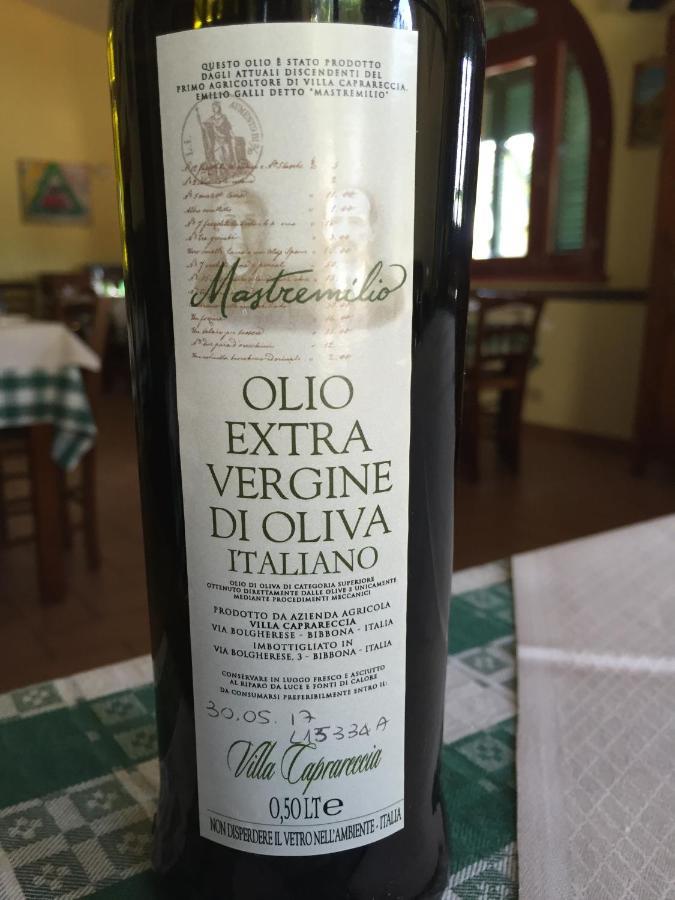 QUESTO OLIO È STATO PRODOTTO
DAGLI ATTUALI DISCENDENTI DEL
PRIMO AGRICOLTORE DI VILLA CAPRARECCIA,
EMILIO GALLI DETTO "MASTREMILIO"
Mastremilio
OLIO
EXTRA
VERGINE
DI OLIVA
ITALIANO
OLIO DI OLIVA DI CATEGORIA SUPERIORE
OTTENUTO DIRETTAMENTE DALLE OLIVE E UNICAMENTE
MEDIANTE PROCEDIMENTI MECCANICI
PRODOTTO DA AZIENDA AGRICOLA
VILLA CAPRARECCIA
VIA BOLGHERESE - BIBBONA - ITALIA
IMBOTTIGLIATO IN
VIA BOLGHERESE, 3 - BIBBONA - ITALIA
CONSERVARE IN LUOGO FRESCO E ASCIUTTO
AL RIPARO DA LUCE E FONTI DI CALORE
DA CONSUMARSI PREFERIBILMENTE ENTRO IL:
30.05.17
L15334A
Villa Caprareccia
0,50 LT e
NON DISPERDERE IL VETRO NELL'AMBIENTE - ITALIA